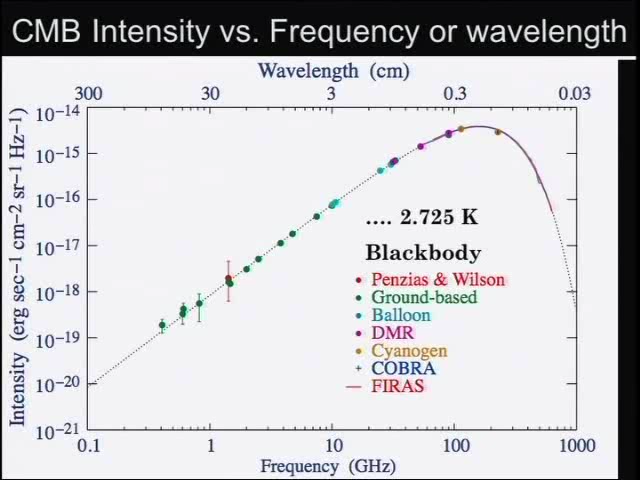 CMB Intensity vs. Frequency or wavelength
Wavelength (cm)
300 30 3 0.3 0.03
Intensity (erg sec−1 cm−2 sr−1 Hz−1)
10−14
10−15
10−16
10−17
10−18
10−19
10−20
10−21
.... 2.725 K
Blackbody
Penzias & Wilson
Ground-based
Balloon
DMR
Cyanogen
COBRA
FIRAS
0.1 1 10 100 1000
Frequency (GHz)